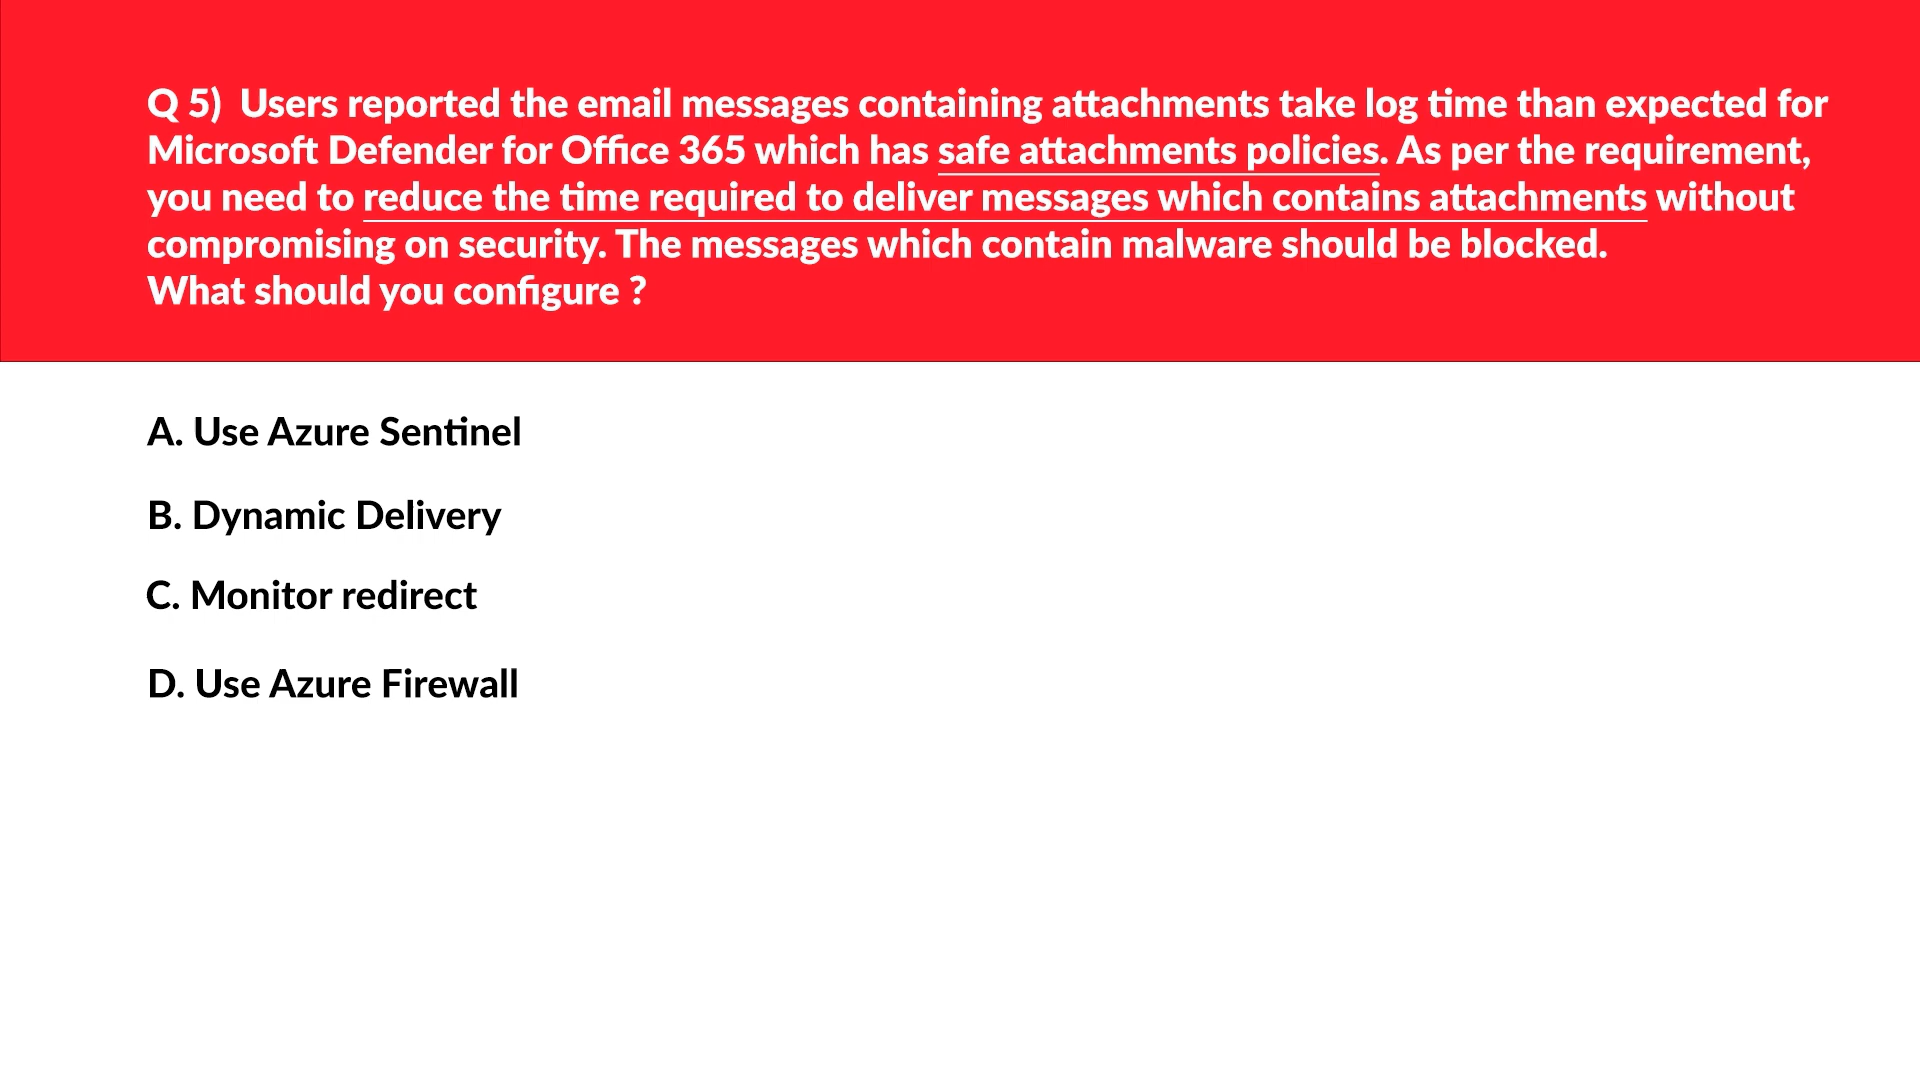 Q 5) Users reported the email messages containing attachments take log time than expected for
Microsoft Defender for Office 365 which has safe attachments policies. As per the requirement,
you need to reduce the time required to deliver messages which contains attachments without
compromising on security. The messages which contain malware should be blocked.
What should you configure ?
A. Use Azure Sentinel
B. Dynamic Delivery
C. Monitor redirect
D. Use Azure Firewall